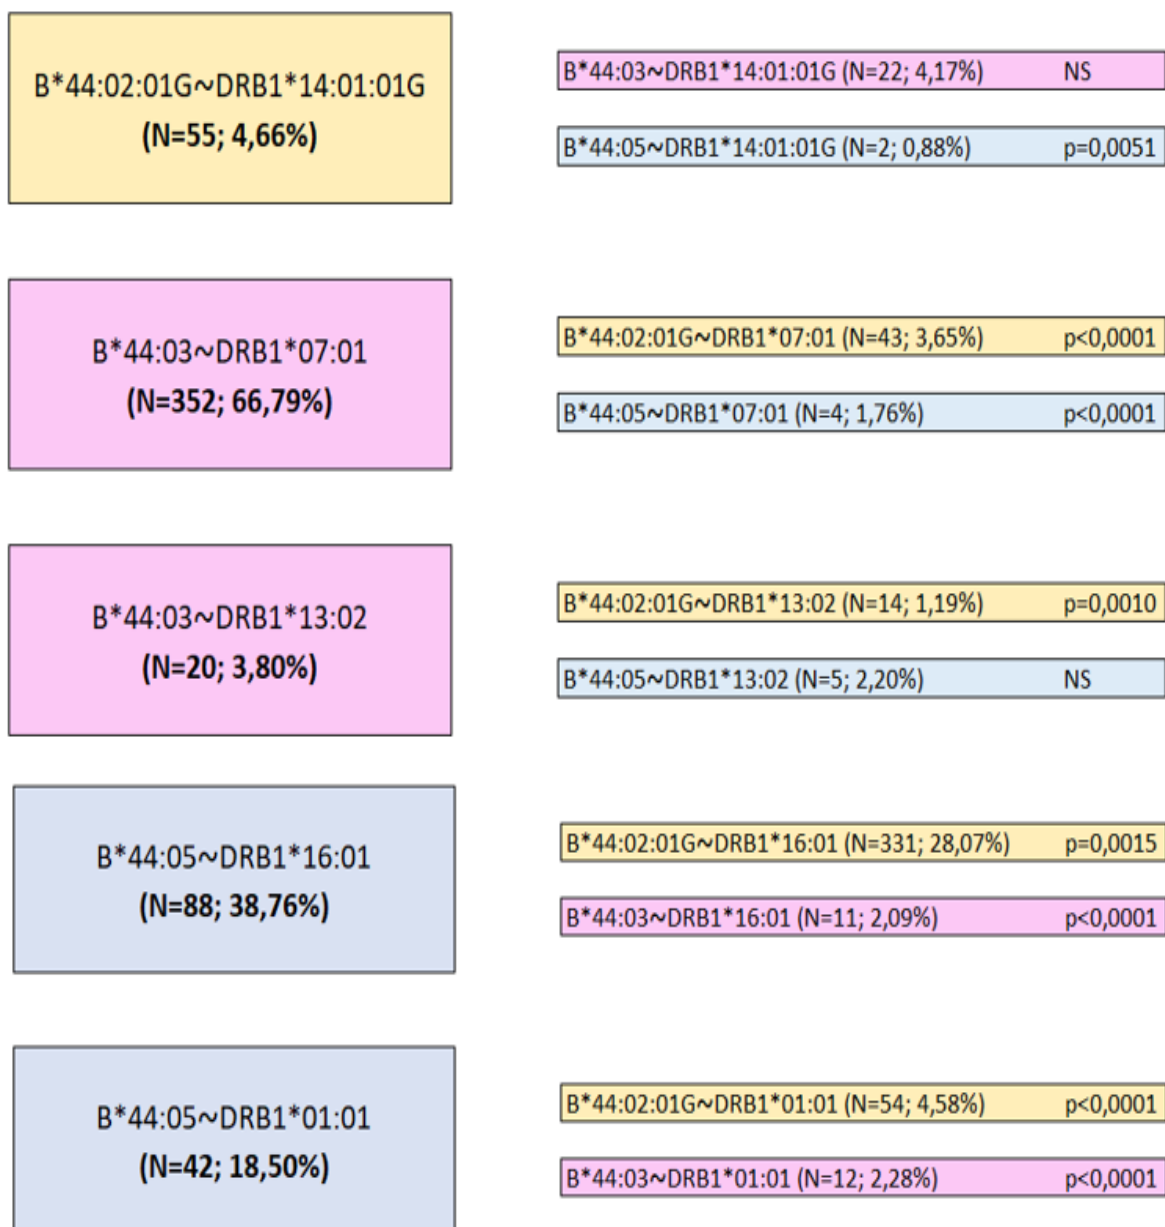 B*44:02:01G~DRB1*14:01:01G
(N=55; 4,66%)
B*44:03~DRB1*14:01:01G (N=22; 4,17%) NS
B*44:05~DRB1*14:01:01G (N=2; 0,88%) p=0,0051
B*44:03~DRB1*07:01
(N=352; 66,79%)
B*44:02:01G~DRB1*07:01 (N=43; 3,65%) p<0,0001
B*44:05~DRB1*07:01 (N=4; 1,76%) p<0,0001
B*44:03~DRB1*13:02
(N=20; 3,80%)
B*44:02:01G~DRB1*13:02 (N=14; 1,19%) p=0,0010
B*44:05~DRB1*13:02 (N=5; 2,20%) NS
B*44:05~DRB1*16:01
(N=88; 38,76%)
B*44:02:01G~DRB1*16:01 (N=331; 28,07%) p=0,0015
B*44:03~DRB1*16:01 (N=11; 2,09%) p<0,0001
B*44:05~DRB1*01:01
(N=42; 18,50%)
B*44:02:01G~DRB1*01:01 (N=54; 4,58%) p<0,0001
B*44:03~DRB1*01:01 (N=12; 2,28%) p<0,0001